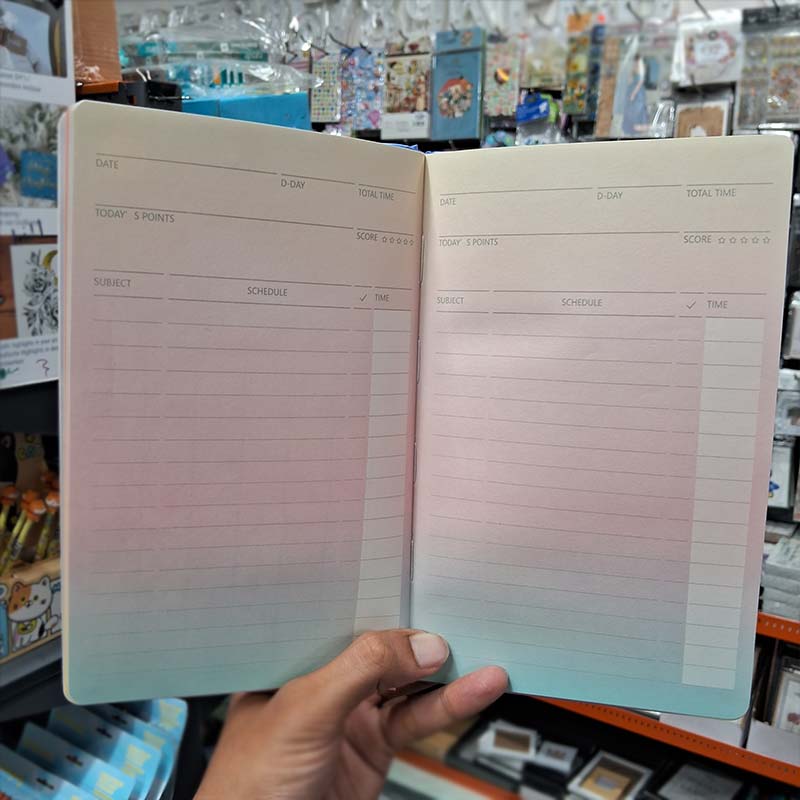 DATE
D-DAY
TOTAL TIME
TODAY' S POINTS
SCORE ☆☆☆☆☆
SUBJECT SCHEDULE ✓ TIME
DATE
D-DAY
TOTAL TIME
TODAY' S POINTS
SCORE ☆☆☆☆☆
SUBJECT SCHEDULE ✓ TIME